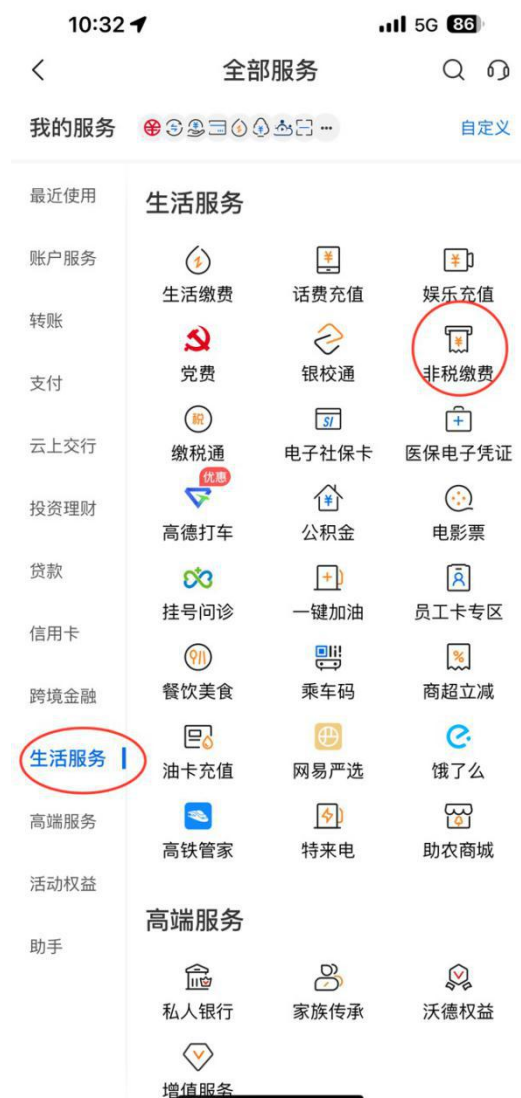 10:32 5G 86
全部服务
我的服务 自定义
最近使用
账户服务
转账
支付
云上交行
投资理财
贷款
信用卡
跨境金融
生活服务
高端服务
活动权益
助手
生活服务
生活缴费 话费充值 娱乐充值
党费 银校通 非税缴费
税 SI
缴税通 电子社保卡 医保电子凭证
优惠
高德打车 公积金 电影票
挂号问诊 一键加油 员工卡专区
餐饮美食 乘车码 商超立减
油卡充值 网易严选 饿了么
高铁管家 特来电 助农商城
高端服务
私人银行 家族传承 沃德权益
增值服务